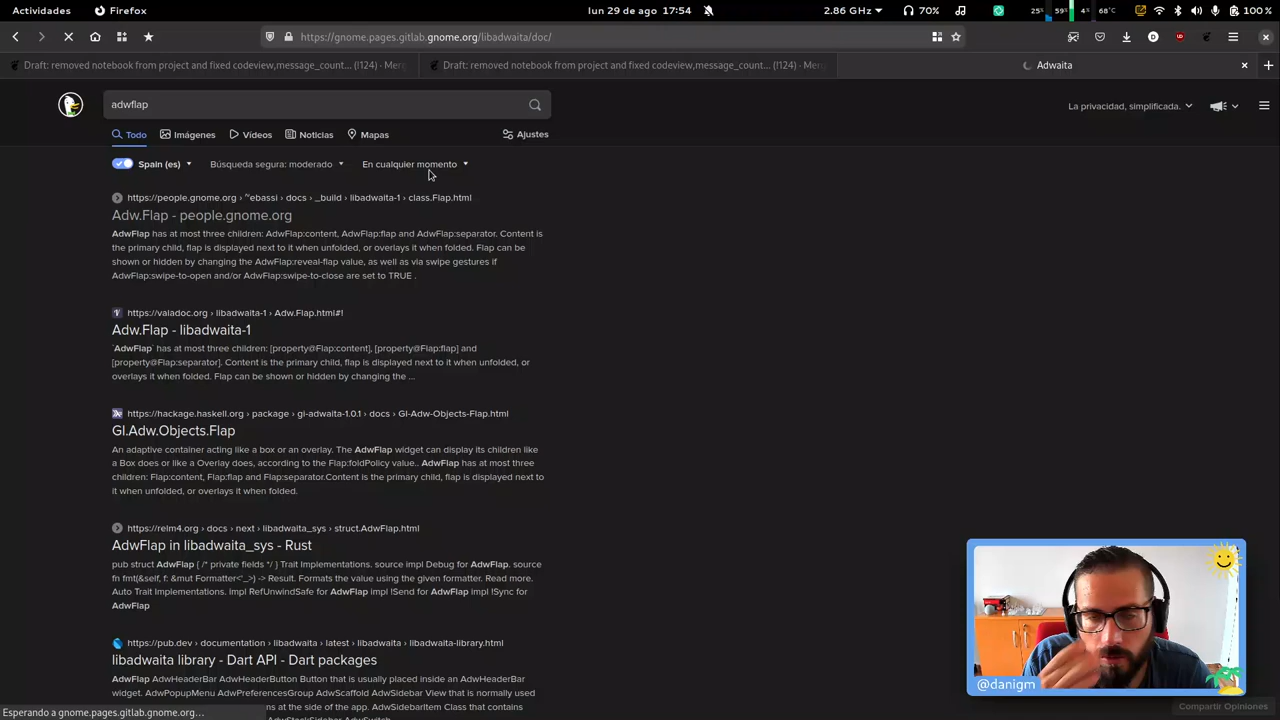 Actividades
Firefox
lun 29 de ago 17:54
2.86 GHz
70%
25%
59%
4%
68°C
100 %
https://gnome.pages.gitlab.gnome.org/libadwaita/doc/
Draft: removed notebook from project and fixed codeview,message_count... (!124) · Mer
Draft: removed notebook from project and fixed codeview,message_count... (!124) · Mer
Adwaita
adwflap
La privacidad, simplificada.
Todo
Imágenes
Vídeos
Noticias
Mapas
Ajustes
Spain (es)
Búsqueda segura: moderado
En cualquier momento
https://people.gnome.org › ~ebassi › docs › _build › libadwaita-1 › class.Flap.html
Adw.Flap - people.gnome.org
AdwFlap has at most three children: AdwFlap:content, AdwFlap:flap and AdwFlap:separator. Content is
the primary child, flap is displayed next to it when unfolded, or overlays it when folded. Flap can be
shown or hidden by changing the AdwFlap:reveal-flap value, as well as via swipe gestures if
AdwFlap:swipe-to-open and/or AdwFlap:swipe-to-close are set to TRUE .
https://valadoc.org › libadwaita-1 › Adw.Flap.html#!
Adw.Flap - libadwaita-1
`AdwFlap` has at most three children: [property@Flap:content], [property@Flap:flap] and
[property@Flap:separator]. Content is the primary child, flap is displayed next to it when unfolded, or
overlays it when folded. Flap can be shown or hidden by changing the ...
https://hackage.haskell.org › package › gi-adwaita-1.0.1 › docs › GI-Adw-Objects-Flap.html
GI.Adw.Objects.Flap
An adaptive container acting like a box or an overlay. The AdwFlap widget can display its children like
a Box does or like a Overlay does, according to the Flap:foldPolicy value.. AdwFlap has at most three
children: Flap:content, Flap:flap and Flap:separator.Content is the primary child, flap is displayed next to
it when unfolded, or overlays it when folded.
https://relm4.org › docs › next › libadwaita_sys › struct.AdwFlap.html
AdwFlap in libadwaita_sys - Rust
pub struct AdwFlap { /* private fields */ } Trait Implementations. source impl Debug for AdwFlap. source
fn fmt(&self, f: &mut Formatter<'_>) -> Result. Formats the value using the given formatter. Read more.
Auto Trait Implementations. impl RefUnwindSafe for AdwFlap impl !Send for AdwFlap impl !Sync for
AdwFlap
https://pub.dev › documentation › libadwaita › latest › libadwaita › libadwaita-library.html
libadwaita library - Dart API - Dart packages
AdwFlap AdwHeaderBar AdwHeaderButton Button that is usually placed inside an AdwHeaderBar
widget. AdwPopupMenu AdwPreferencesGroup AdwScaffold AdwSidebar View that is normally used
ns at the side of the app. AdwSidebarItem Class that contains
Esperando a gnome.pages.gitlab.gnome.org…
@danigm
Compartir Opiniones